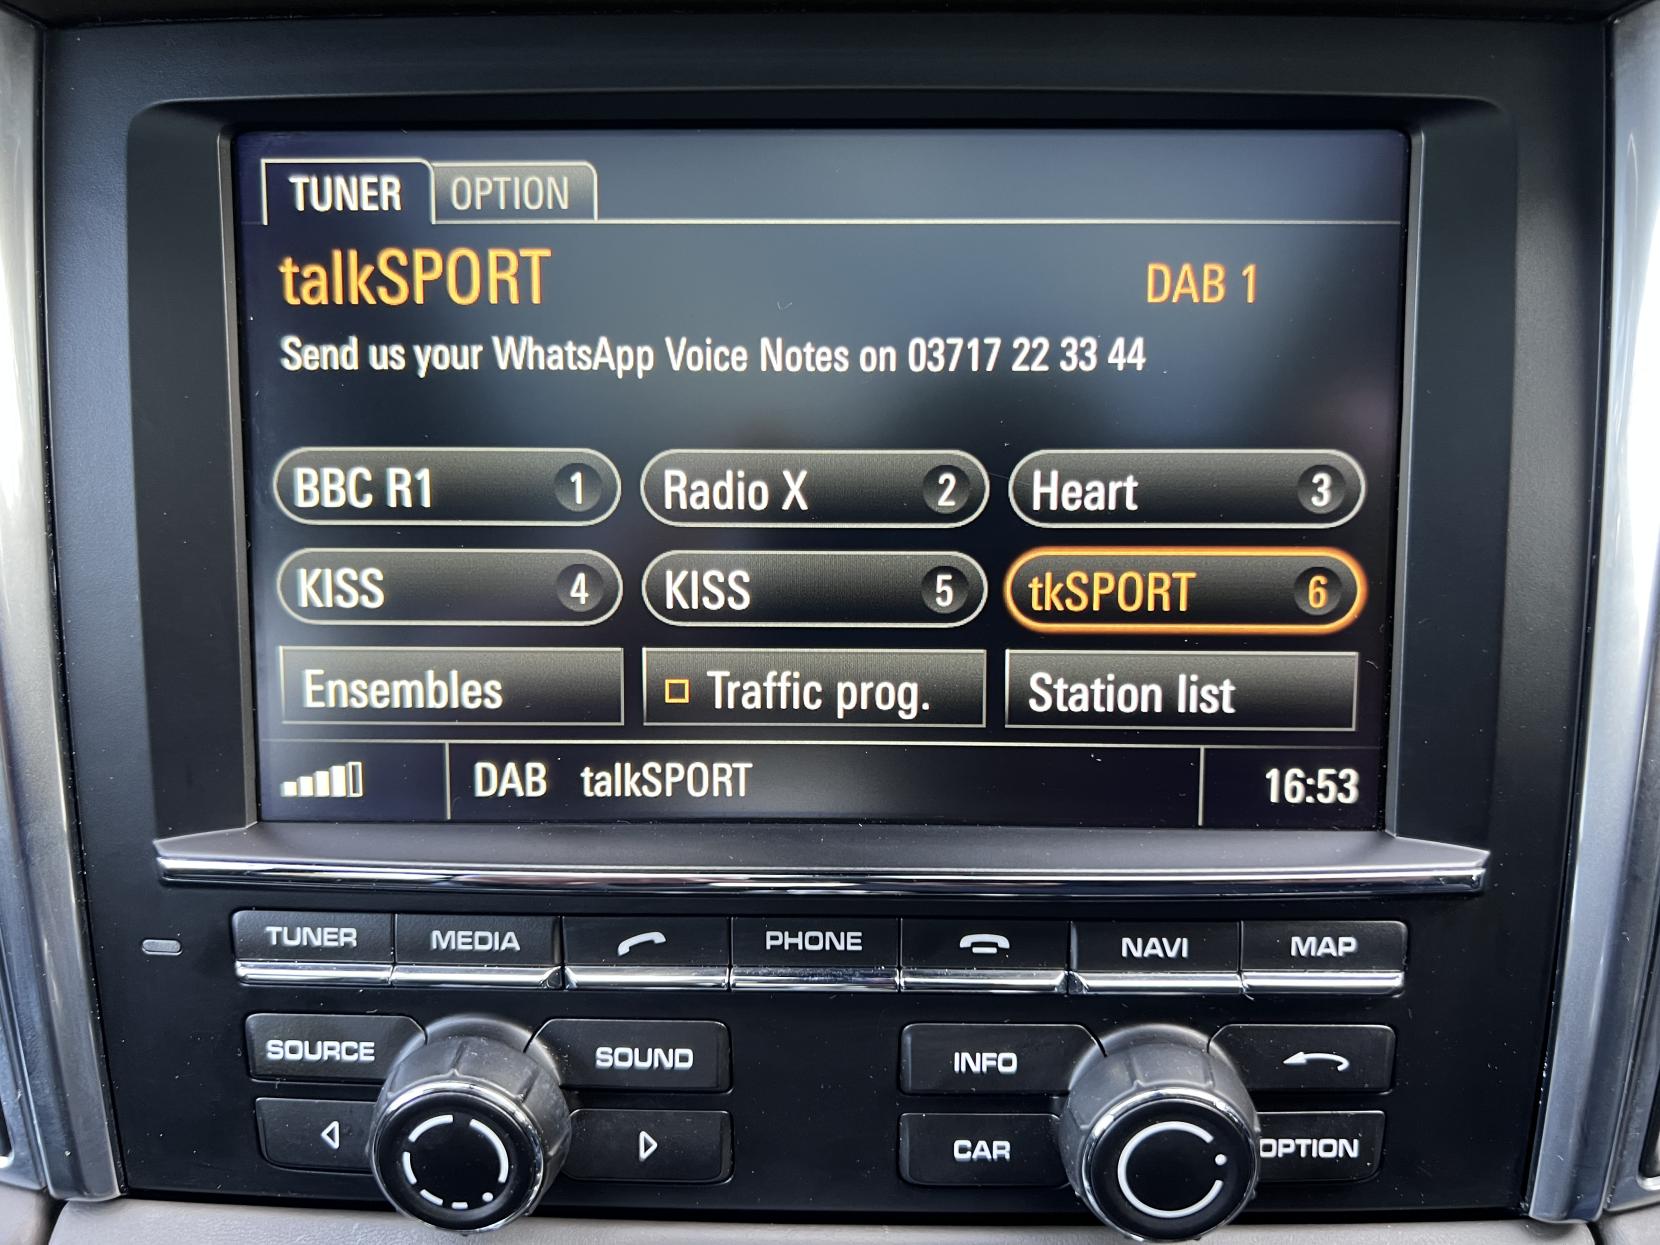 TUNER OPTION
talkSPORT DAB 1
Send us your WhatsApp Voice Notes on 03717 22 33 44
BBC R1 1 Radio X 2 Heart 3
KISS 4 KISS 5 tkSPORT 6
Ensembles Traffic prog. Station list
DAB talkSPORT 16:53
TUNER MEDIA PHONE NAVI MAP
SOURCE SOUND INFO
CAR OPTION